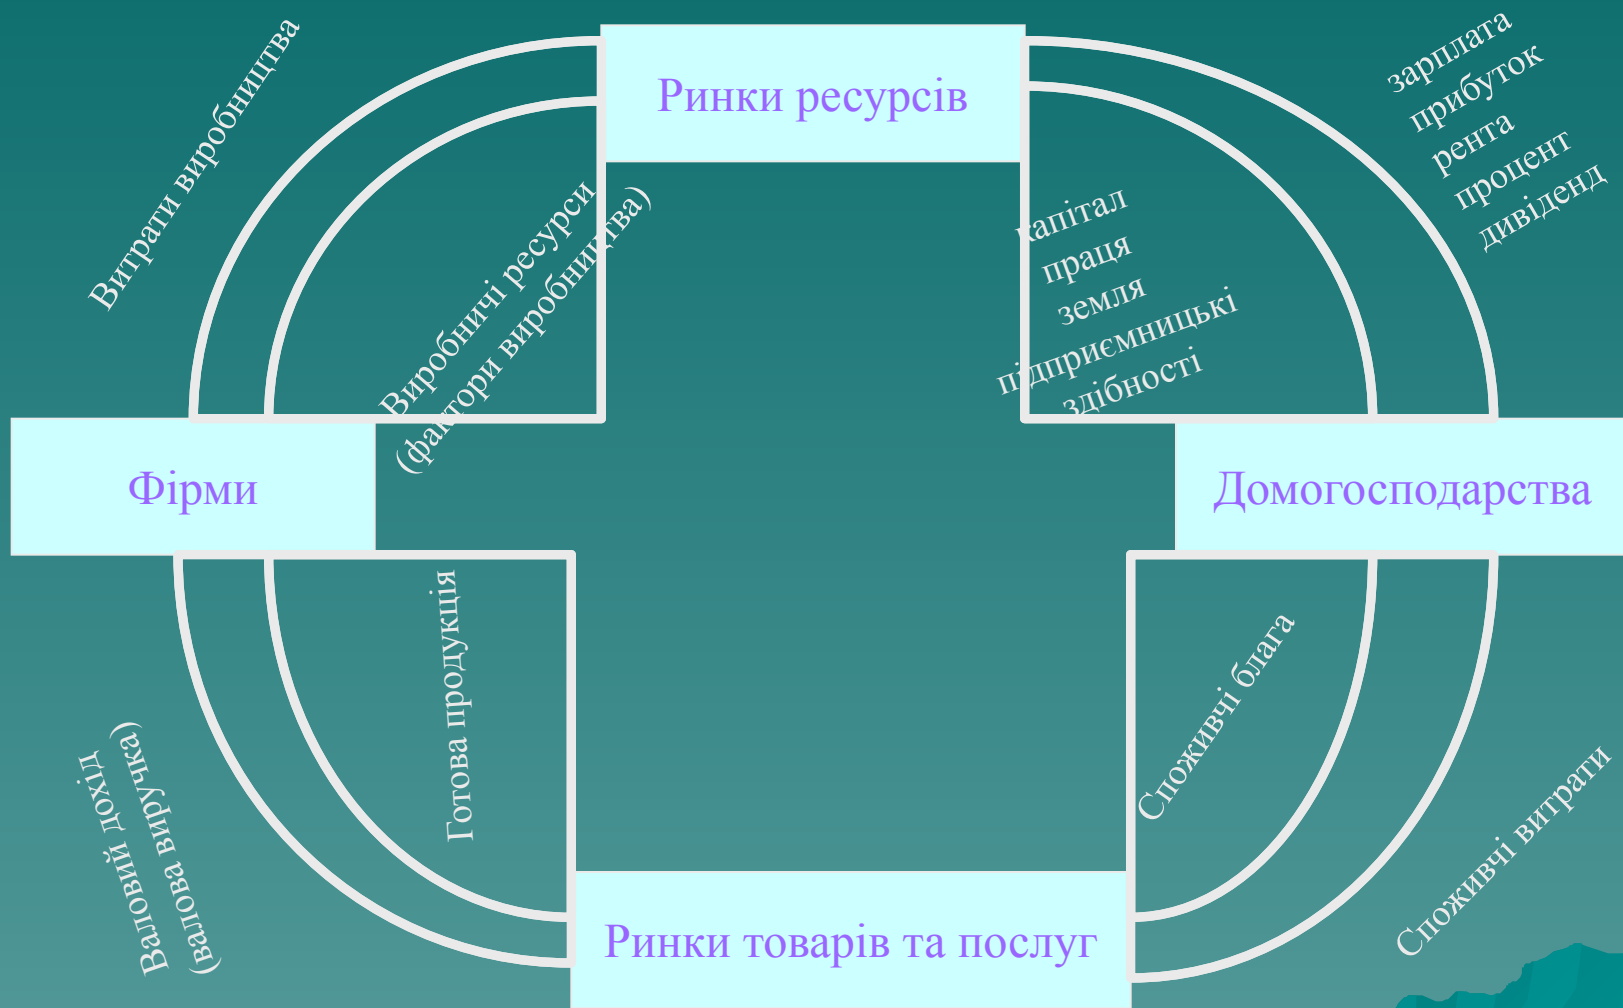 Витрати виробництва
Ринки ресурсів
зарплата
прибуток
рента
процент
дивіденд
Виробничі ресурси
(фактори виробництва)
капітал
праця
земля
підприємницькі
здібності
Фірми
Домогосподарства
Готова продукція
Споживчі блага
Валовий дохід
(валова виручка)
Споживчі витрати
Ринки товарів та послуг